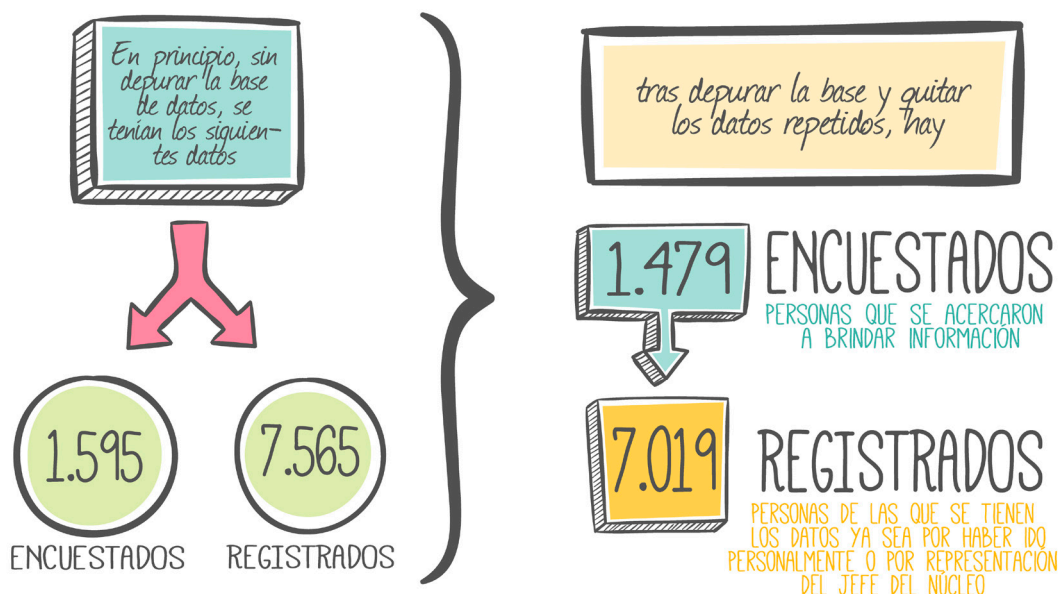 En principio, sin
depurar la base
de datos, se
tenian los siguien-
tes datos
1.595
ENCUESTADOS
7.565
REGISTRADOS
tras depurar la base y quitar
los datos repetidos, hay
1.479
ENCUESTADOS
PERSONAS QUE SE ACERCARON
A BRINDAR INFORMACIÓN
7.019
REGISTRADOS
PERSONAS DE LAS QUE SE TIENEN
LOS DATOS YA SEA POR HABER IDO
PERSONALMENTE O POR REPRESENTACIÓN
DEL JEFE DEL NÚCLEO